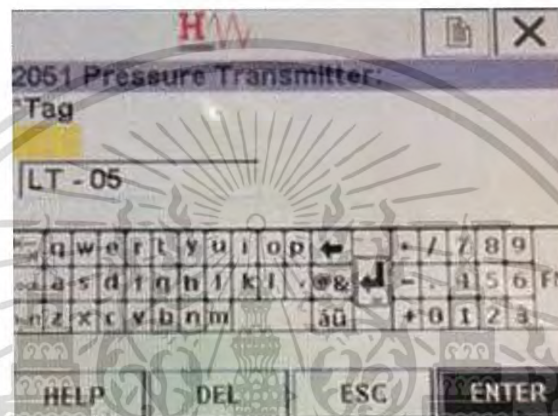 H
2051 Pressure Transmitter:
Tag
LT - 05
q w e r t y u i o p + / 7 8 9
a s d f g h j k l @& - . 4 5 6
z x c v b n m áü * 0 1 2 3
HELP DEL ESC ENTER